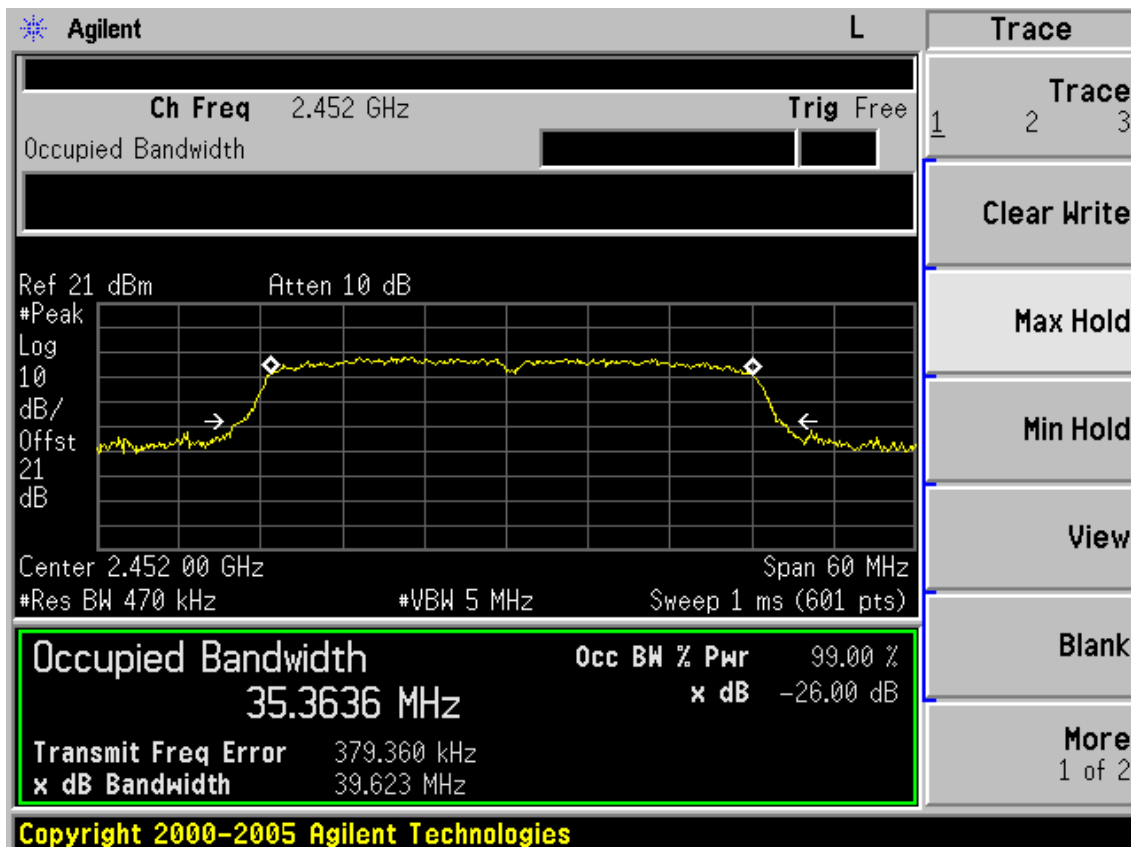 Agilent L
Ch Freq 2.452 GHz Trig Free
Occupied Bandwidth
Ref 21 dBm Atten 10 dB
#Peak
Log
10
dB/
Offst
21
dB
Center 2.452 00 GHz Span 60 MHz
#Res BW 470 kHz #VBW 5 MHz Sweep 1 ms (601 pts)
Occupied Bandwidth
35.3636 MHz
Occ BW % Pwr 99.00 %
x dB -26.00 dB
Transmit Freq Error 379.360 kHz
x dB Bandwidth 39.623 MHz
Copyright 2000-2005 Agilent Technologies
Trace
Trace
1 2 3
Clear Write
Max Hold
Min Hold
View
Blank
More
1 of 2